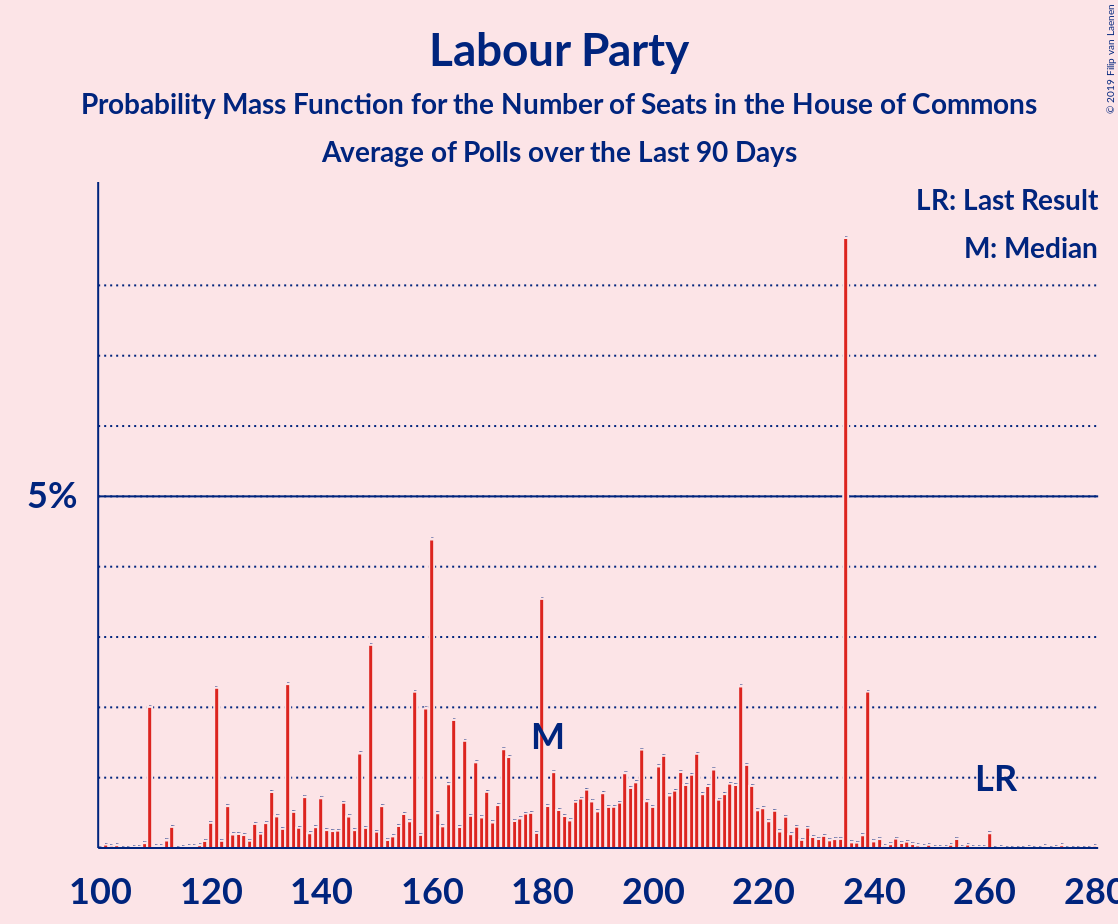 Labour Party
Probability Mass Function for the Number of Seats in the House of Commons
Average of Polls over the Last 90 Days
© 2019 Filip van Laenen
LR: Last Result
M: Median
5%
M
LR
100 120 140 160 180 200 220 240 260 280